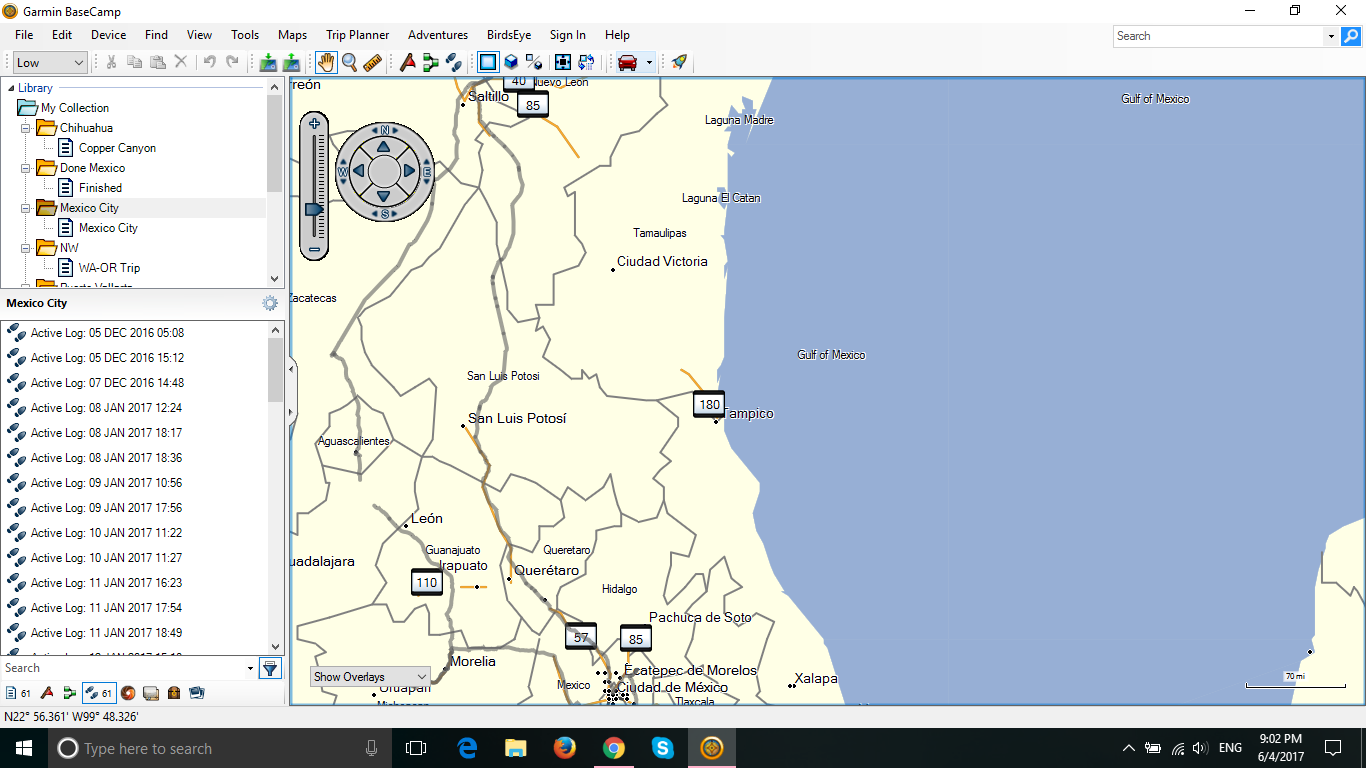 Garmin BaseCamp
File Edit Device Find View Tools Maps Trip Planner Adventures BirdsEye Sign In Help
Search
Low
Library
My Collection
Chihuahua
Copper Canyon
Done Mexico
Finished
Mexico City
Mexico City
NW
WA-OR Trip
Puerto Vallarta
Mexico City
Active Log: 05 DEC 2016 05:08
Active Log: 05 DEC 2016 15:12
Active Log: 07 DEC 2016 14:48
Active Log: 08 JAN 2017 12:24
Active Log: 08 JAN 2017 18:17
Active Log: 08 JAN 2017 18:36
Active Log: 09 JAN 2017 10:56
Active Log: 09 JAN 2017 17:56
Active Log: 10 JAN 2017 11:22
Active Log: 10 JAN 2017 11:27
Active Log: 11 JAN 2017 16:23
Active Log: 11 JAN 2017 17:54
Active Log: 11 JAN 2017 18:49
Search
61
61
N22° 56.361' W99° 48.326'
rreón
40
Nuevo Leon
Saltillo
85
Gulf of Mexico
Laguna Madre
N
W
E
S
Laguna El Catan
Tamaulipas
Ciudad Victoria
Zacatecas
Gulf of Mexico
San Luis Potosi
180
Tampico
San Luis Potosí
Aguascalientes
León
Guanajuato
Queretaro
uadalajara
Irapuato
Querétaro
110
Hidalgo
Pachuca de Soto
57
85
Morelia
Ecatepec de Morelos
Show Overlays
Uruapan
Mexico
Ciudad de México
Xalapa
70 mi
Michoacan
Tlaxcala
Type here to search
ENG
9:02 PM
6/4/2017